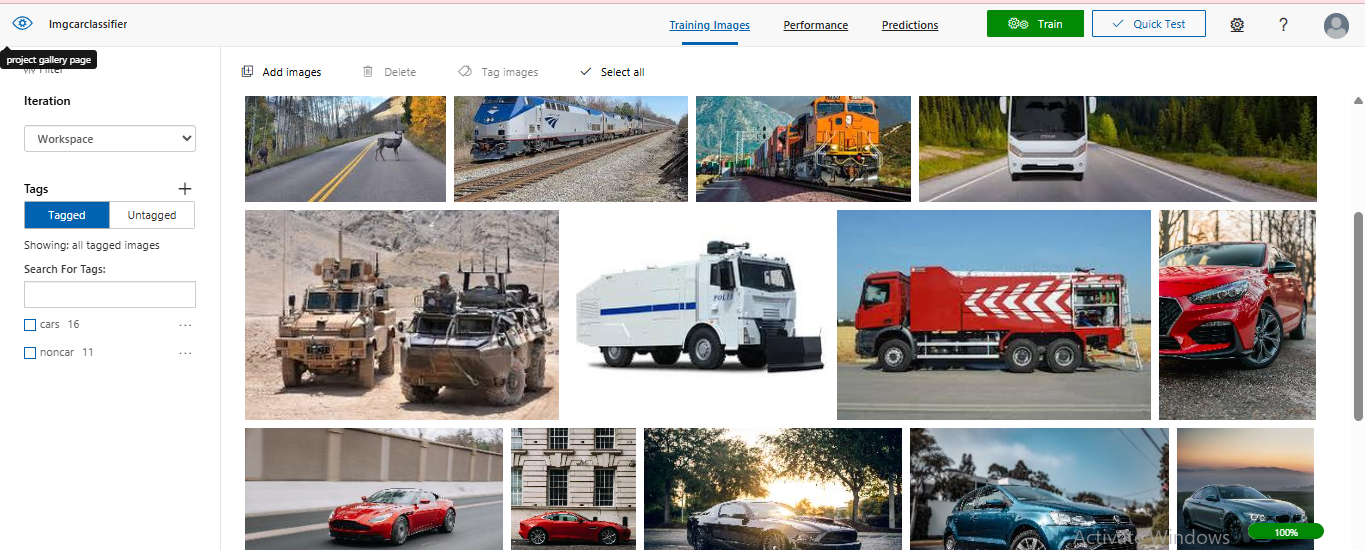 Imgcarclassifier
Training Images
Performance
Predictions
Train
Quick Test
?
project gallery page
Filter
Add images
Delete
Tag images
Select all
Iteration
Workspace
Tags
Tagged
Untagged
Showing: all tagged images
Search For Tags:
cars 16 ...
noncar 11 ...
POLIS
Activate Windows
100%